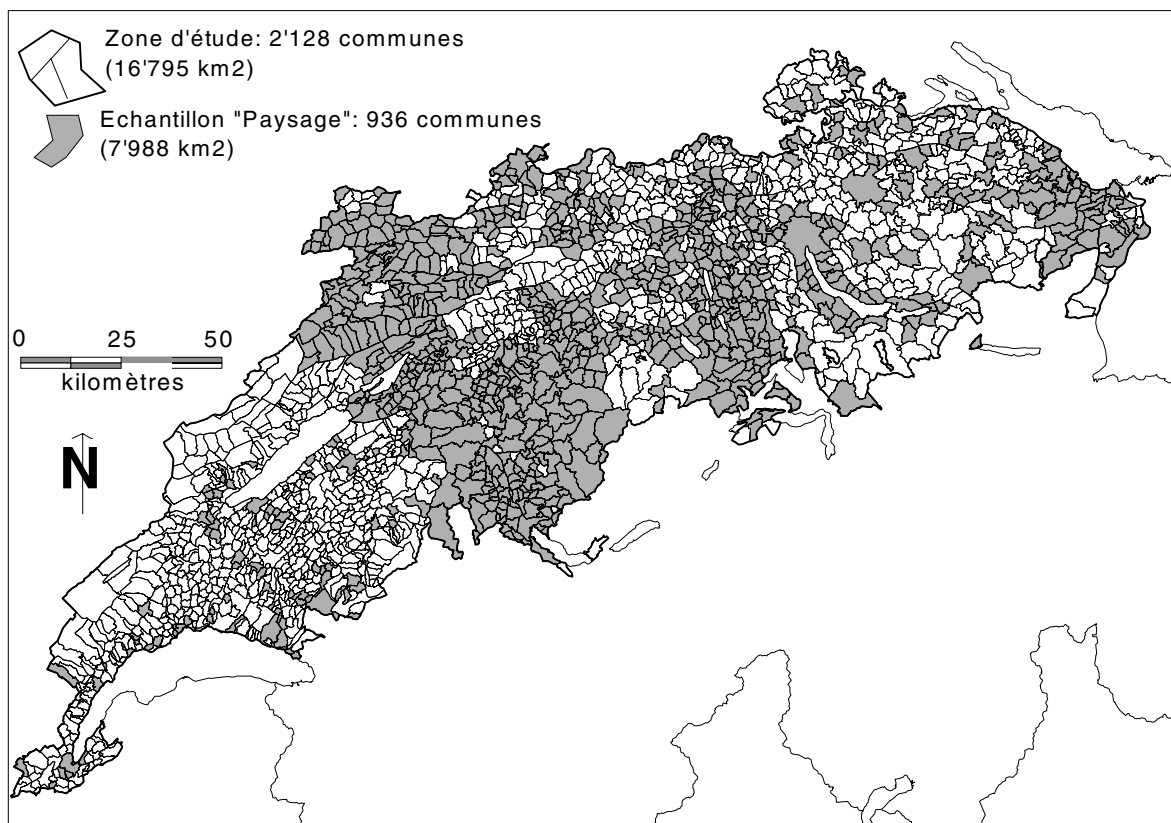 Zone d'étude: 2'128 communes
(16'795 km2)
Echantillon "Paysage": 936 communes
(7'988 km2)
0 25 50
kilomètres
N